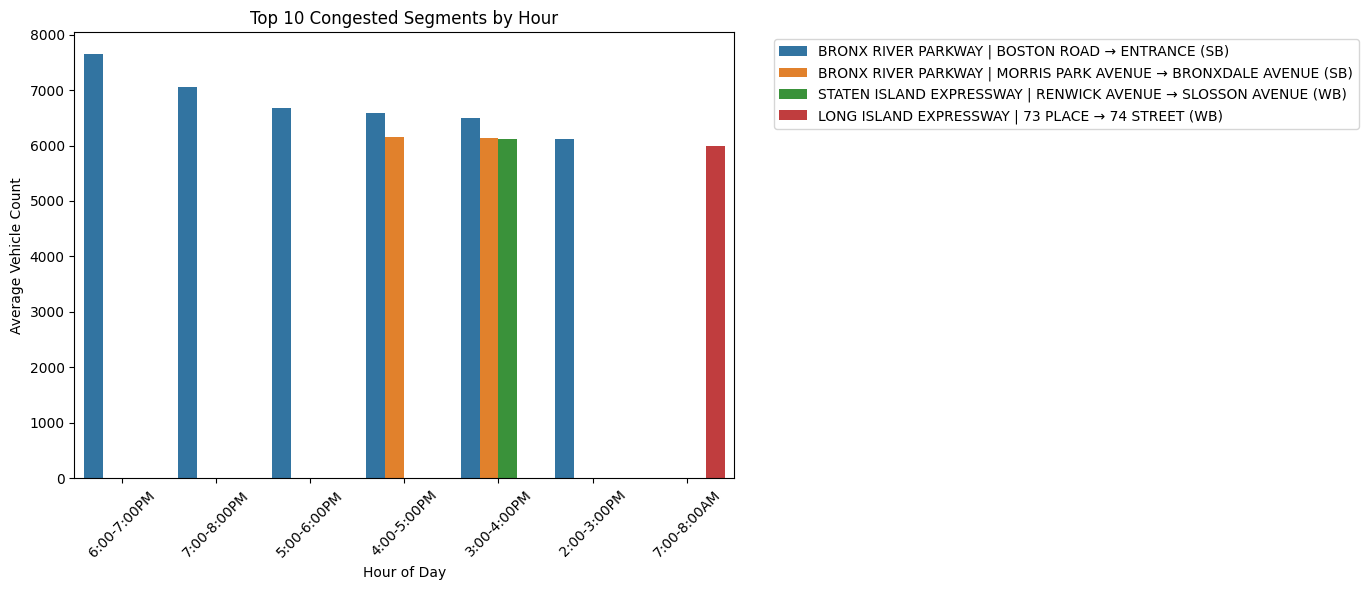 Top 10 Congested Segments by Hour
8000
7000
6000
5000
4000
3000
2000
1000
0
Average Vehicle Count
6:00-7:00PM
7:00-8:00PM
5:00-6:00PM
4:00-5:00PM
3:00-4:00PM
2:00-3:00PM
7:00-8:00AM
Hour of Day
BRONX RIVER PARKWAY | BOSTON ROAD → ENTRANCE (SB)
BRONX RIVER PARKWAY | MORRIS PARK AVENUE → BRONXDALE AVENUE (SB)
STATEN ISLAND EXPRESSWAY | RENWICK AVENUE → SLOSSON AVENUE (WB)
LONG ISLAND EXPRESSWAY | 73 PLACE → 74 STREET (WB)